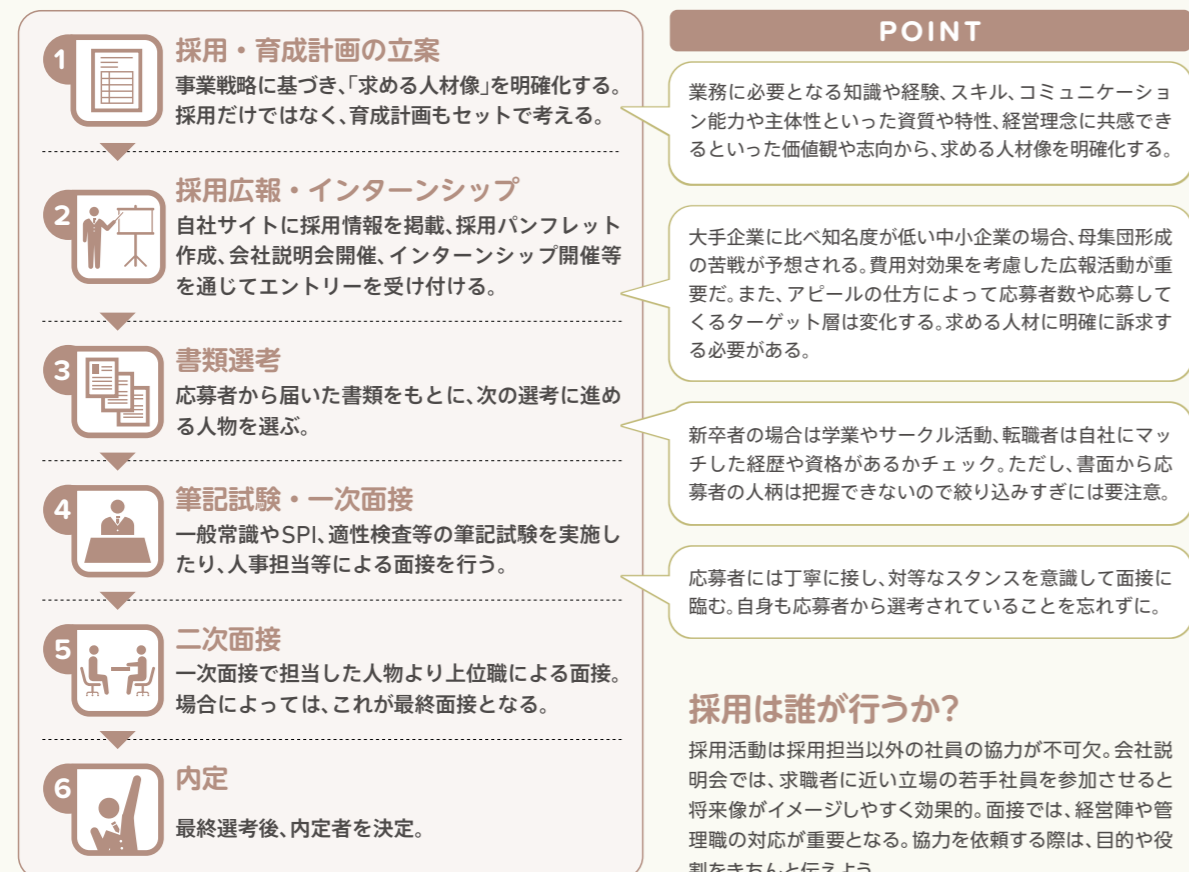 1
採用・育成計画の立案
事業戦略に基づき、「求める人材像」を明確化する。
採用だけではなく、育成計画もセットで考える。
2
採用広報・インターンシップ
自社サイトに採用情報を掲載、採用パンフレット
作成、会社説明会開催、インターンシップ開催等
を通じてエントリーを受け付ける。
3
書類選考
応募者から届いた書類をもとに、次の選考に進め
る人物を選ぶ。
4
筆記試験・一次面接
一般常識やSPI、適性検査等の筆記試験を実施し
たり、人事担当等による面接を行う。
5
二次面接
一次面接で担当した人物より上位職による面接。
場合によっては、これが最終面接となる。
6
内定
最終選考後、内定者を決定。
POINT
業務に必要となる知識や経験、スキル、コミュニケーショ
ン能力や主体性といった資質や特性、経営理念に共感でき
るといった価値観や志向から、求める人材像を明確化する。
大手企業に比べ知名度が低い中小企業の場合、母集団形成
の苦戦が予想される。費用対効果を考慮した広報活動が重
要だ。また、アピールの仕方によって応募者数や応募して
くるターゲット層は変化する。求める人材に明確に訴求す
る必要がある。
新卒者の場合は学業やサークル活動、転職者は自社にマッ
チした経歴や資格があるかチェック。ただし、書面から応
募者の人柄は把握できないので絞り込みすぎには要注意。
応募者には丁寧に接し、対等なスタンスを意識して面接に
臨む。自身も応募者から選考されていることを忘れずに。
採用は誰が行うか?
採用活動は採用担当以外の社員の協力が不可欠。会社説
明会では、求職者に近い立場の若手社員を参加させると
将来像がイメージしやすく効果的。面接では、経営陣や管
理職の対応が重要となる。協力を依頼する際は、目的や役
割をきちんと伝えよう